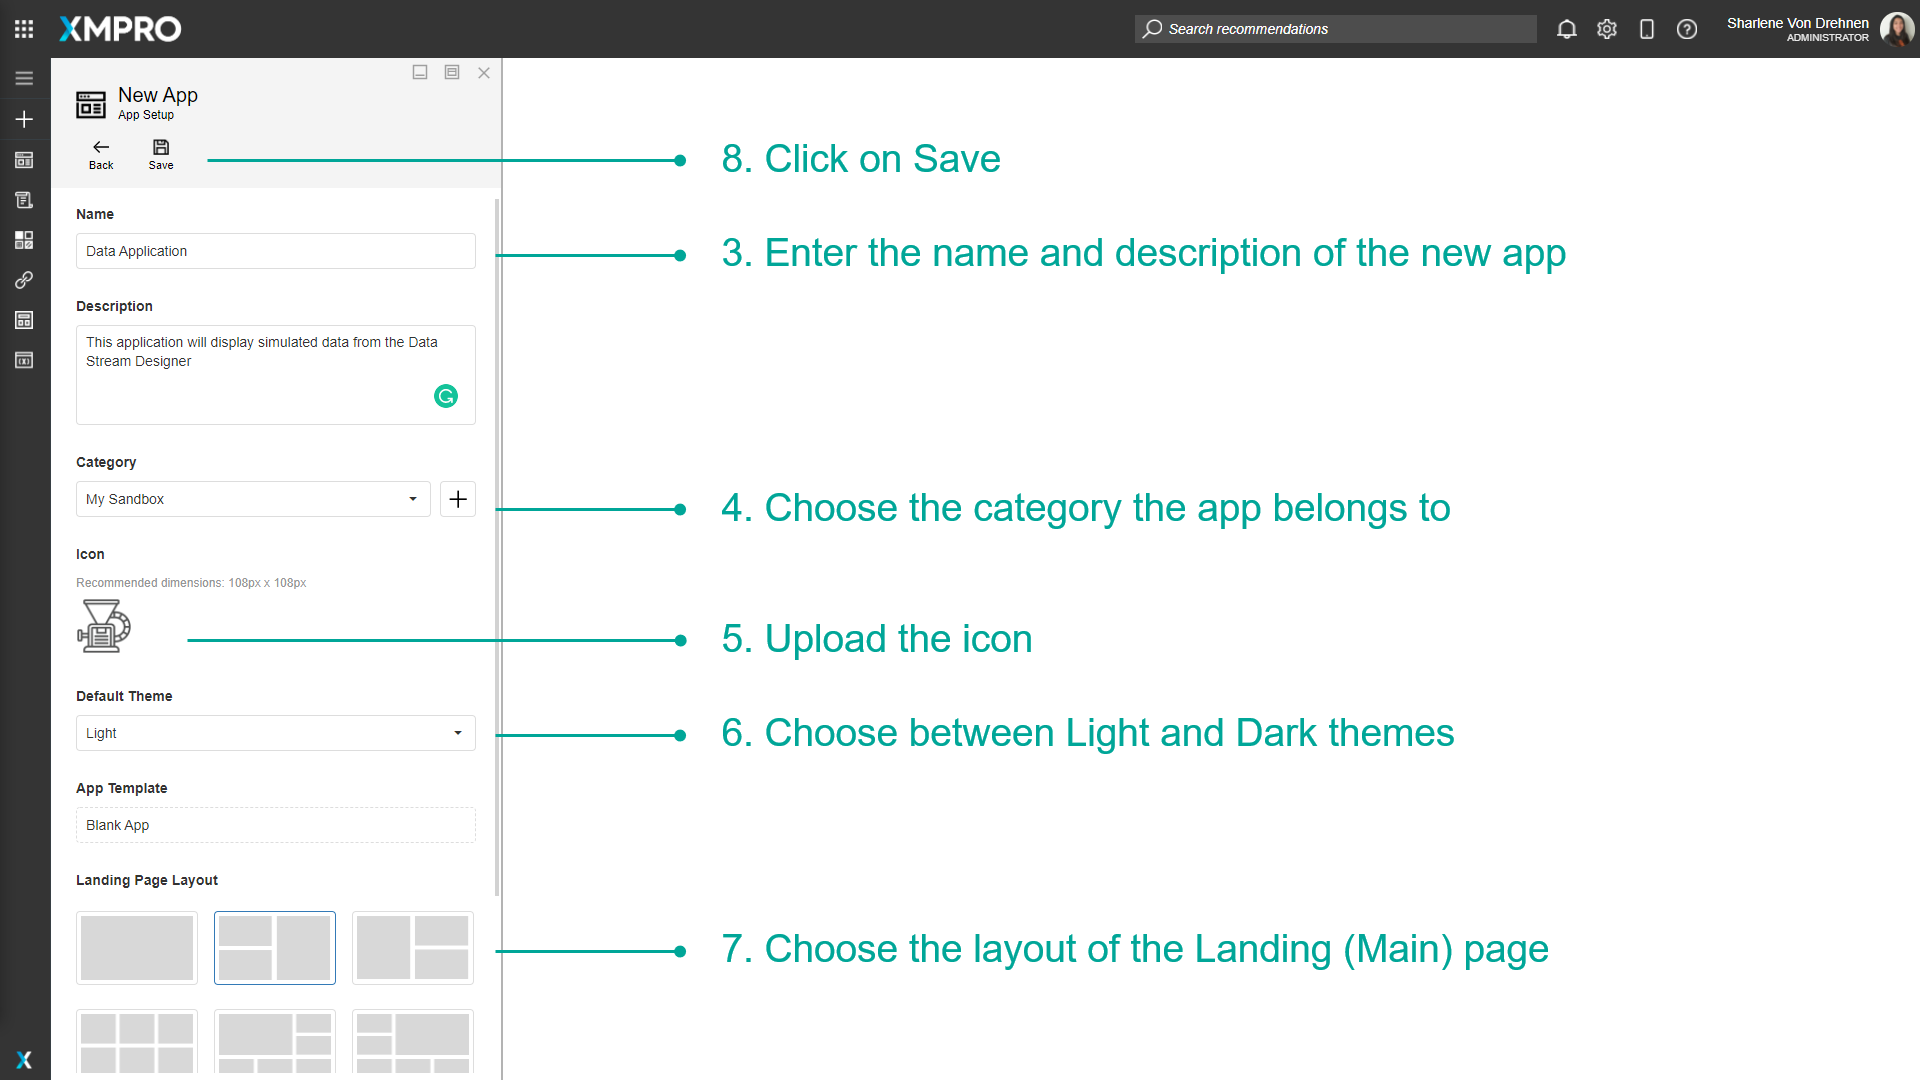 XMPRO
Search recommendations
Sharlene Von Drehnen
ADMINISTRATOR
New App
App Setup
Back
Save
8. Click on Save
Name
Data Application
3. Enter the name and description of the new app
Description
This application will display simulated data from the Data
Stream Designer
Category
My Sandbox
4. Choose the category the app belongs to
Icon
Recommended dimensions: 108px x 108px
5. Upload the icon
Default Theme
Light
6. Choose between Light and Dark themes
App Template
Blank App
Landing Page Layout
7. Choose the layout of the Landing (Main) page